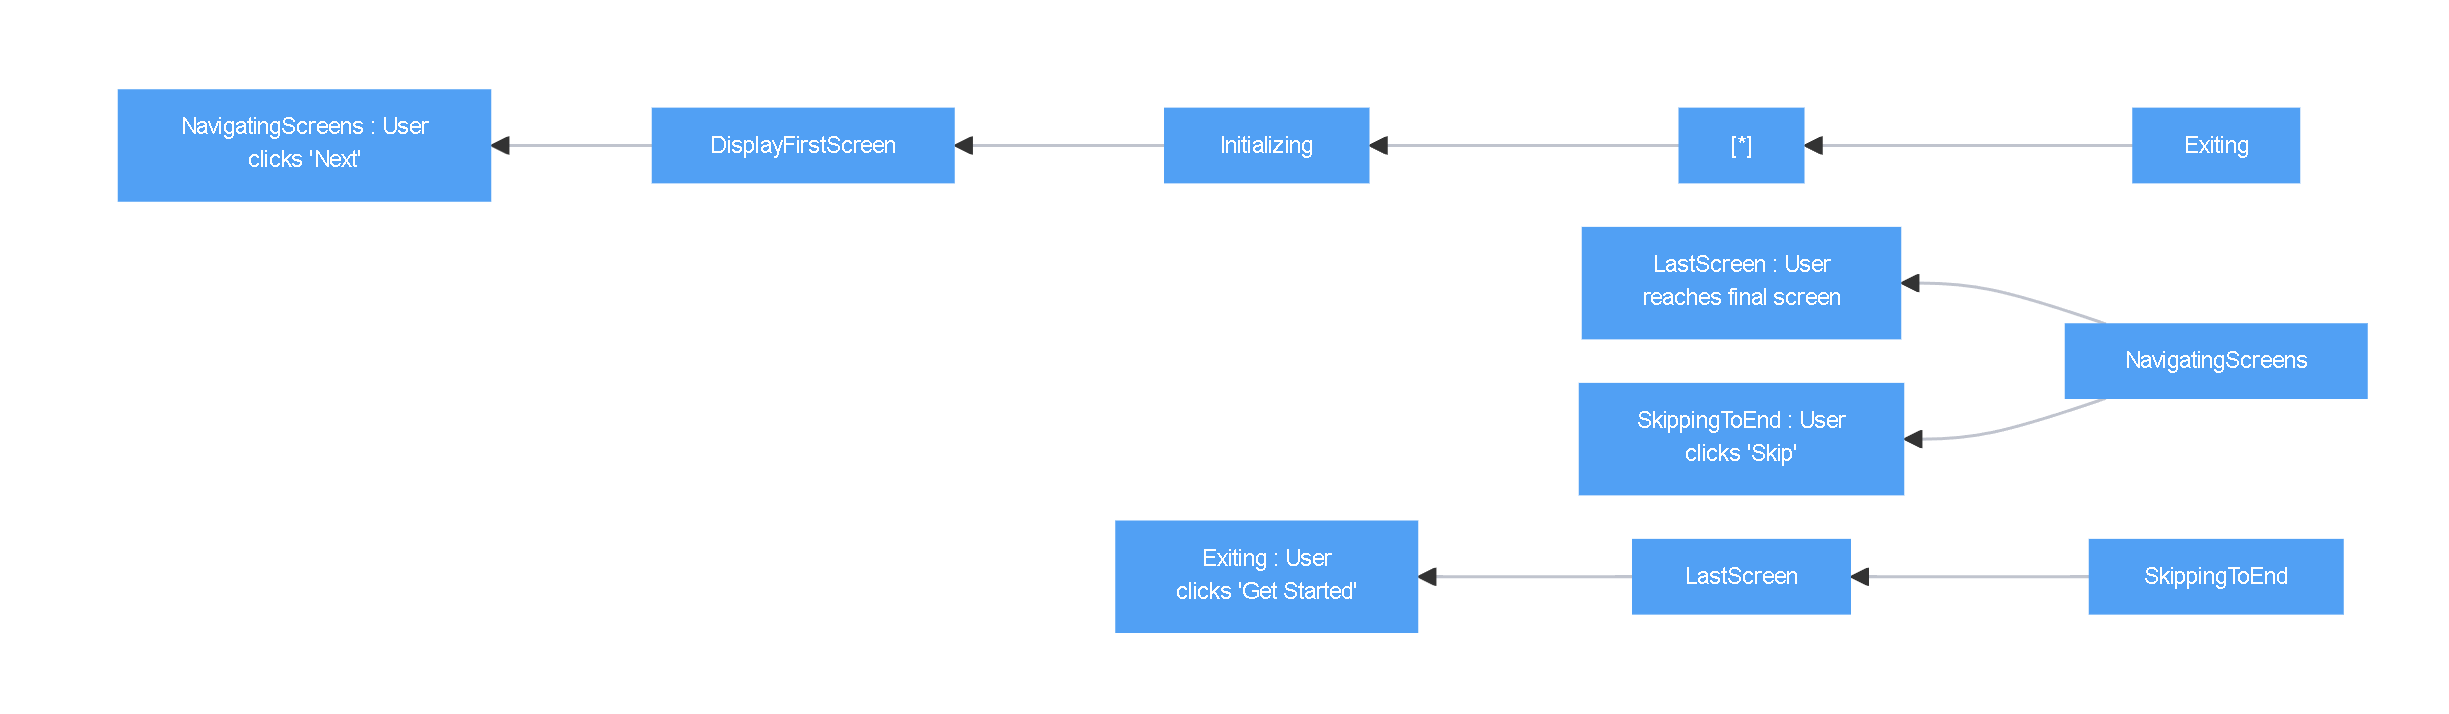 NavigatingScreens : User
clicks 'Next'
DisplayFirstScreen
Initializing
[*]
Exiting
LastScreen : User
reaches final screen
NavigatingScreens
SkippingToEnd : User
clicks 'Skip'
Exiting : User
clicks 'Get Started'
LastScreen
SkippingToEnd